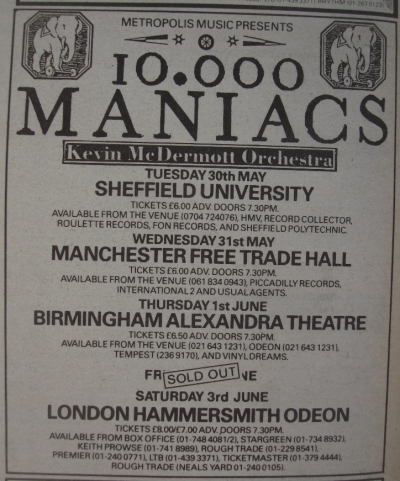 METROPOLIS MUSIC PRESENTS
10.000
MANIACS
Kevin McDermott Orchestra
TUESDAY 30th MAY
SHEFFIELD UNIVERSITY
TICKETS £6.00 ADV. DOORS 7.30PM.
AVAILABLE FROM THE VENUE (0704 724076), HMV, RECORD COLLECTOR,
ROULETTE RECORDS, FON RECORDS, AND SHEFFIELD POLYTECHNIC.
WEDNESDAY 31st MAY
MANCHESTER FREE TRADE HALL
TICKETS £6.00 ADV. DOORS 7.30PM.
AVAILABLE FROM THE VENUE (061 834 0943), PICCADILLY RECORDS,
INTERNATIONAL 2 AND USUAL AGENTS.
THURSDAY 1st JUNE
BIRMINGHAM ALEXANDRA THEATRE
TICKETS £6.50 ADV. DOORS 7.30PM.
AVAILABLE FROM THE VENUE (021 643 1231), ODEON (021 643 1231),
TEMPEST (236 9170), AND VINYL DREAMS.
FR SOLD OUT NE
SATURDAY 3rd JUNE
LONDON HAMMERSMITH ODEON
TICKETS £8.00/£7.00 ADV. DOORS 7.30PM.
AVAILABLE FROM BOX OFFICE (01-748 4081/2), STARGREEN (01-734 8932),
KEITH PROWSE (01-741 8989), ROUGH TRADE (01-229 8541),
PREMIER (01-240 0771), LTB (01-439 3371), TICKETMASTER (01-379 4444).
ROUGH TRADE (NEALS YARD 01-240 0105).